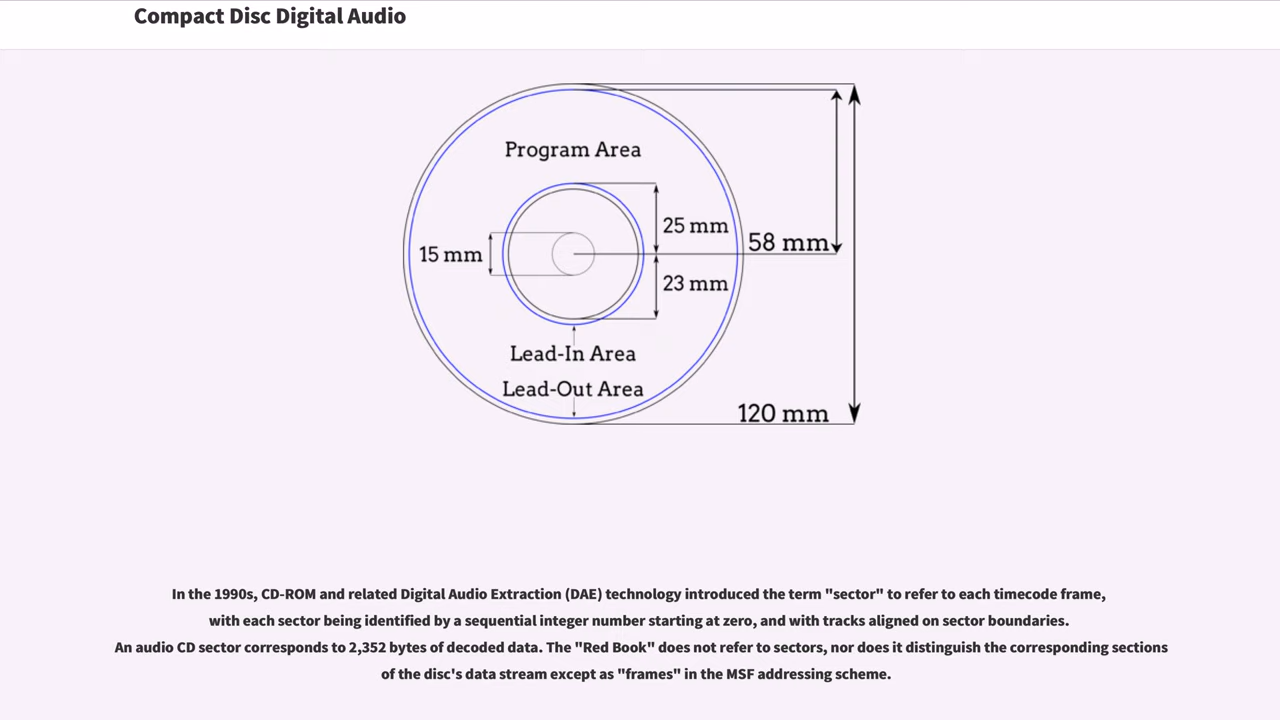 Compact Disc Digital Audio
Program Area
25 mm
58 mm
15 mm
23 mm
Lead-In Area
Lead-Out Area
120 mm
In the 1990s, CD-ROM and related Digital Audio Extraction (DAE) technology introduced the term "sector" to refer to each timecode frame,
with each sector being identified by a sequential integer number starting at zero, and with tracks aligned on sector boundaries.
An audio CD sector corresponds to 2,352 bytes of decoded data. The "Red Book" does not refer to sectors, nor does it distinguish the corresponding sections
of the disc's data stream except as "frames" in the MSF addressing scheme.